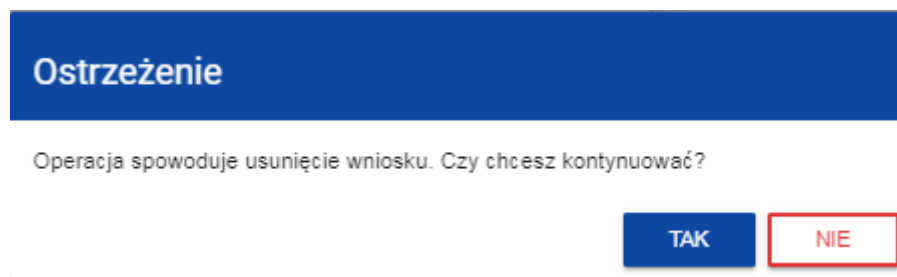 Ostrzeżenie
Operacja spowoduje usunięcie wniosku. Czy chcesz kontynuować?
TAK NIE